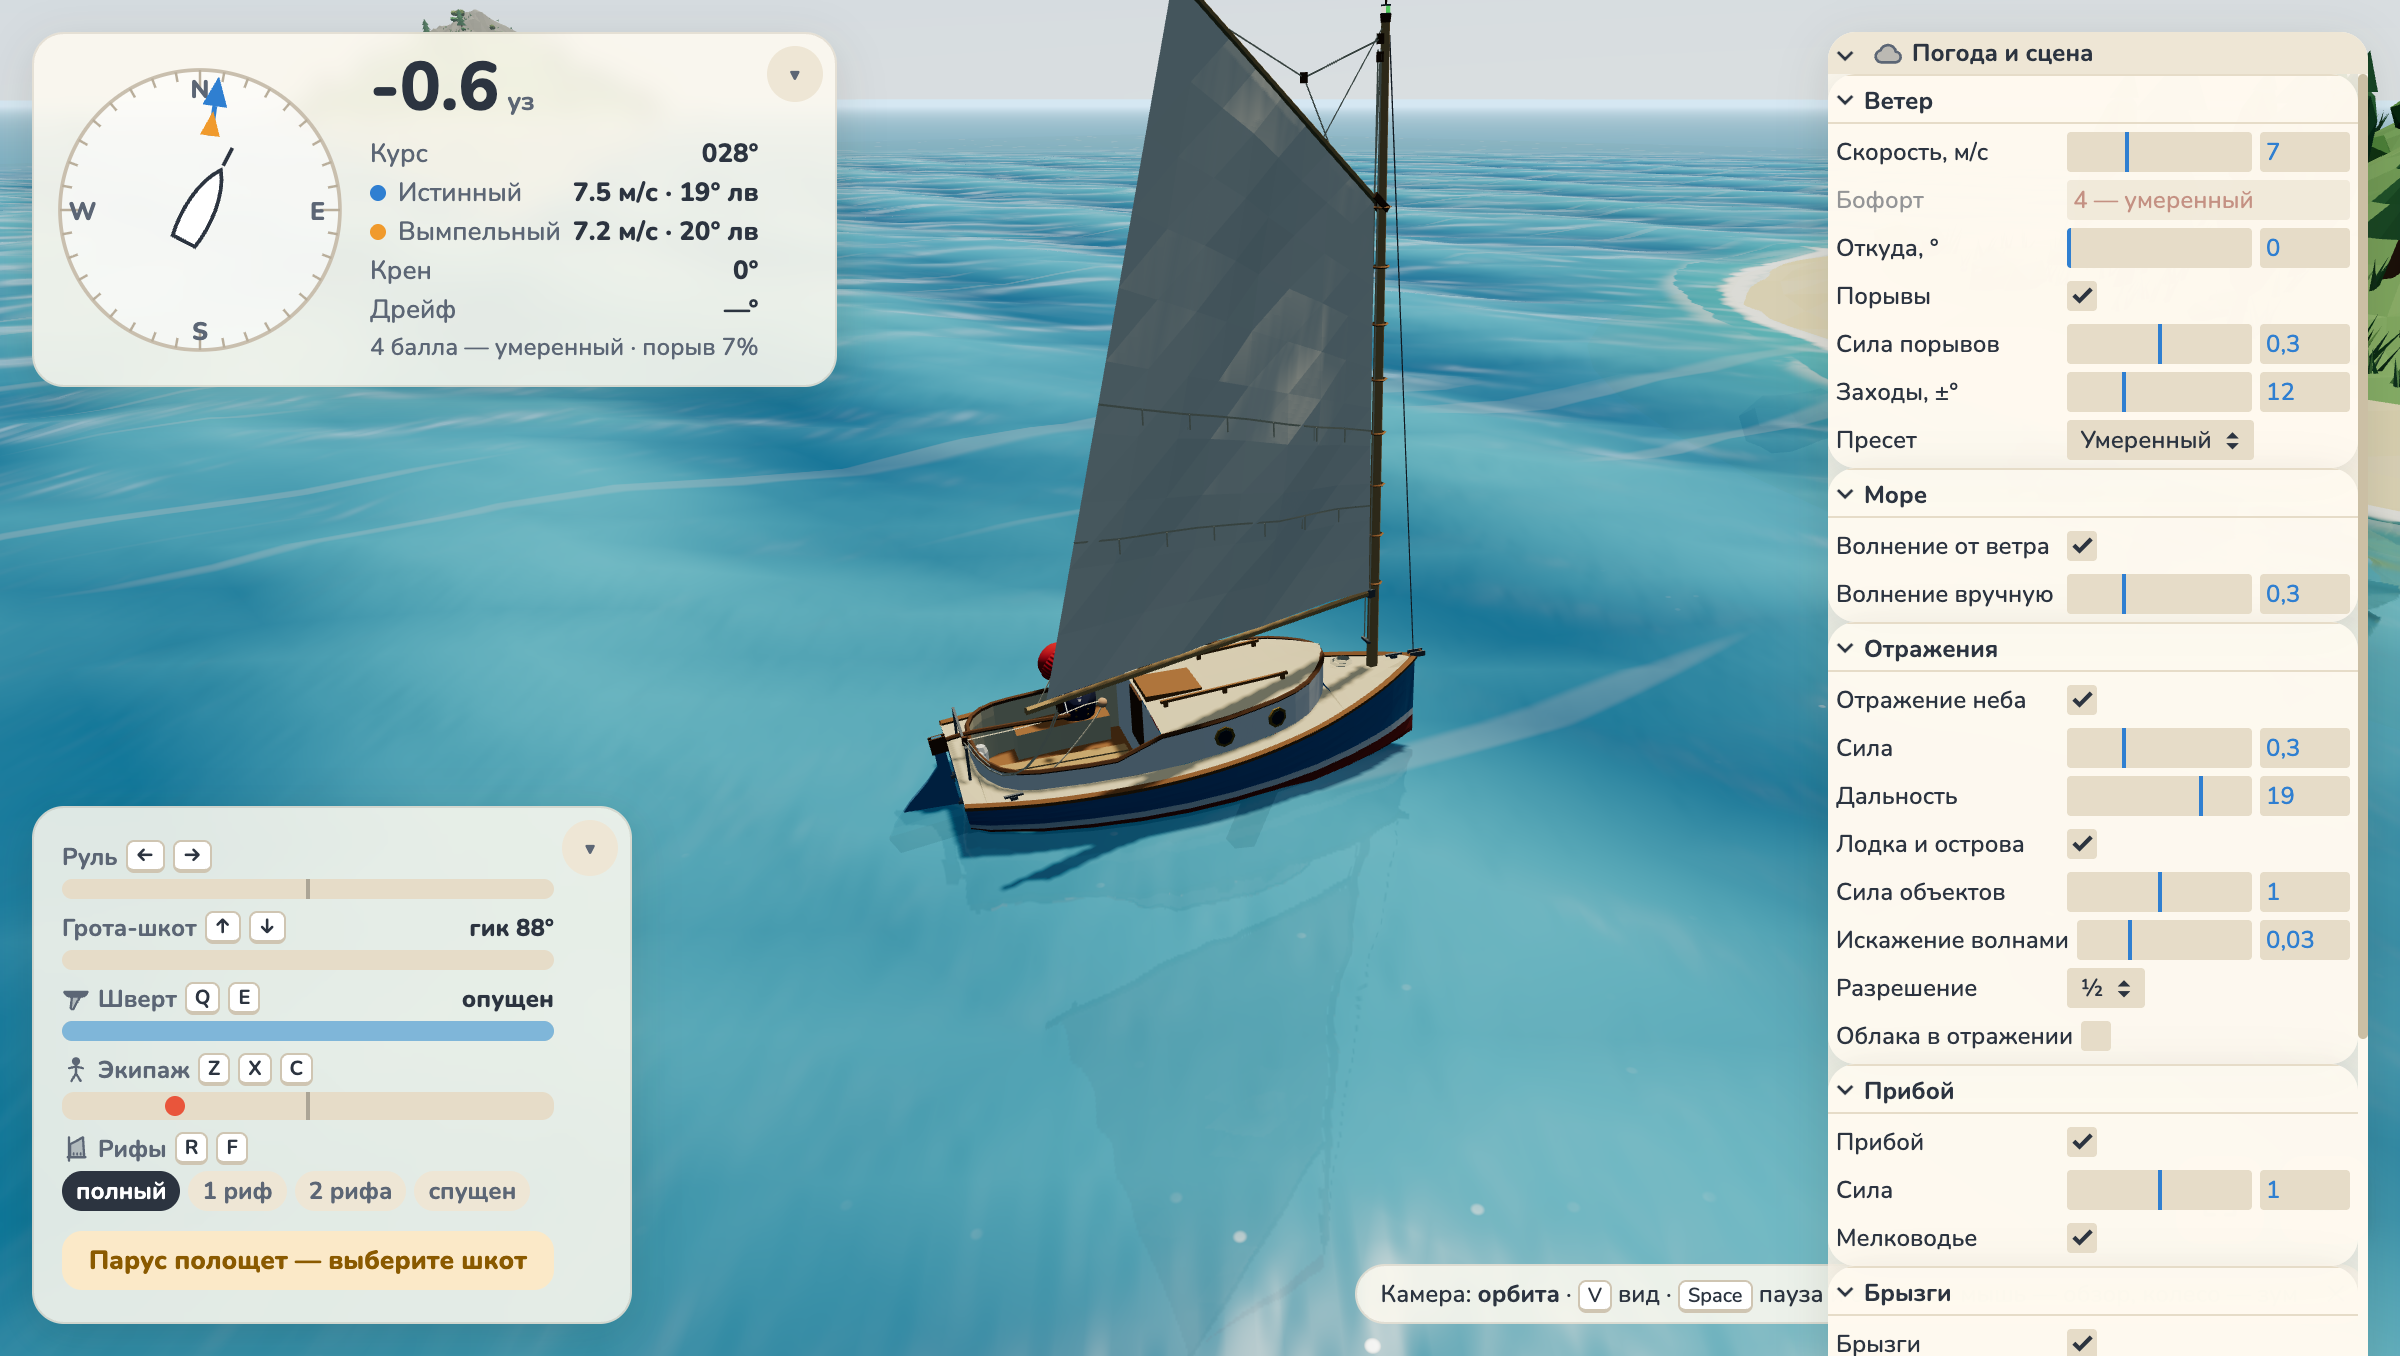 N
W
E
S
-0.6 уз
Курс 028°
Истинный 7.5 м/с · 19° лв
Вымпельный 7.2 м/с · 20° лв
Крен 0°
Дрейф —°
4 балла — умеренный · порыв 7%
Руль ← →
Грота-шкот ↑ ↓ гик 88°
Шверт Q E опущен
Экипаж Z X C
Рифы R F
полный 1 риф 2 рифа спущен
Парус полощет — выберите шкот
Камера: орбита · V вид · Space пауза
Погода и сцена
Ветер
Скорость, м/с 7
Бофорт 4 — умеренный
Откуда, ° 0
Порывы
Сила порывов 0,3
Заходы, ±° 12
Пресет Умеренный
Море
Волнение от ветра
Волнение вручную 0,3
Отражения
Отражение неба
Сила 0,3
Дальность 19
Лодка и острова
Сила объектов 1
Искажение волнами 0,03
Разрешение ½
Облака в отражении
Прибой
Прибой
Сила 1
Мелководье
Брызги
Брызги